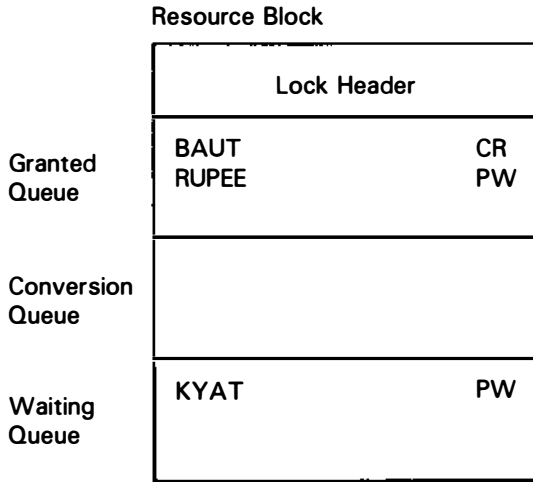 Resource Block
Lock Header
Granted Queue
BAUT CR
RUPEE PW
Conversion Queue
Waiting Queue
KYAT PW